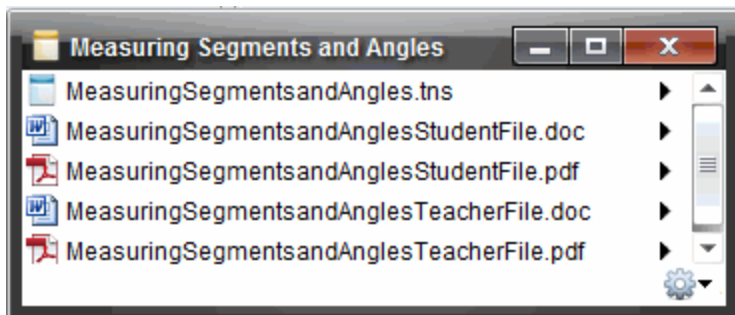 Measuring Segments and Angles
MeasuringSegmentsandAngles.tns
MeasuringSegmentsandAnglesStudentFile.doc
MeasuringSegmentsandAnglesStudentFile.pdf
MeasuringSegmentsandAnglesTeacherFile.doc
MeasuringSegmentsandAnglesTeacherFile.pdf